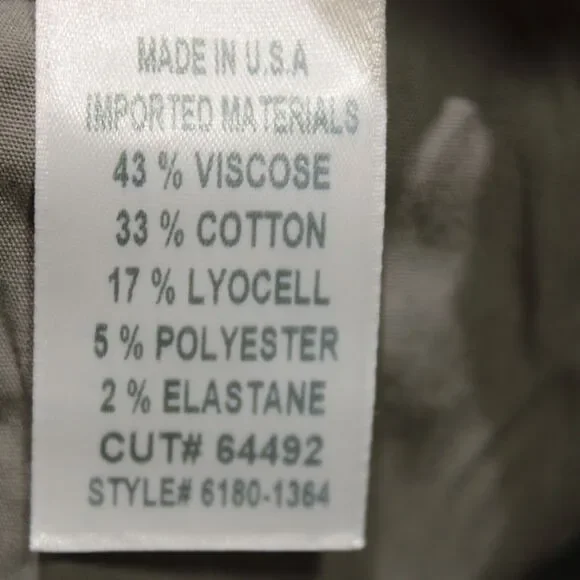 MADE IN U.S.A
IMPORTED MATERIALS
43 % VISCOSE
33 % COTTON
17 % LYOCELL
5 % POLYESTER
2 % ELASTANE
CUT# 64492
STYLE# 6180-1364